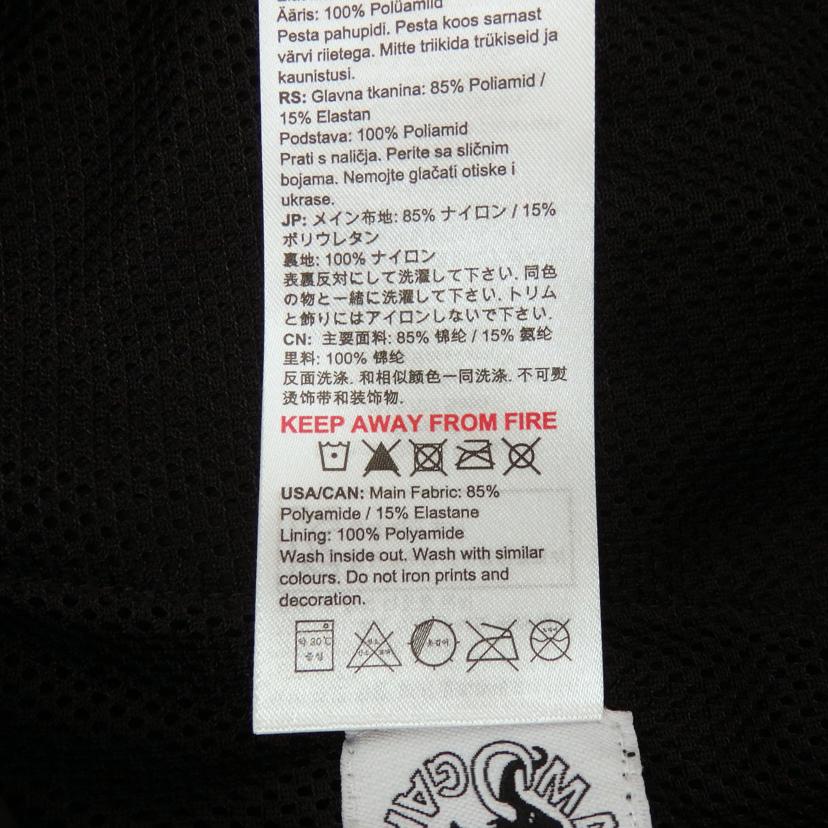 Ääris: 100% Polüamiid
Pesta pahupidi. Pesta koos sarnast
värvi riietega. Mitte triikida trükiseid ja
kaunistusi.
RS: Glavna tkanina: 85% Poliamid /
15% Elastan
Podstava: 100% Poliamid
Prati s naličja. Perite sa sličnim
bojama. Nemojte glačati otiske i
ukrase.
JP: メイン布地: 85% ナイロン / 15%
ポリウレタン
裏地: 100% ナイロン
表裏反対にして洗濯して下さい. 同色
の物と一緒に洗濯して下さい. トリム
と飾りにはアイロンしないで下さい.
CN: 主要面料: 85% 锦纶 / 15% 氨纶
里料: 100% 锦纶
反面洗涤. 和相似颜色一同洗涤. 不可熨
烫饰带和装饰物.
KEEP AWAY FROM FIRE
USA/CAN: Main Fabric: 85%
Polyamide / 15% Elastane
Lining: 100% Polyamide
Wash inside out. Wash with similar
colours. Do not iron prints and
decoration.
약 30℃
중성